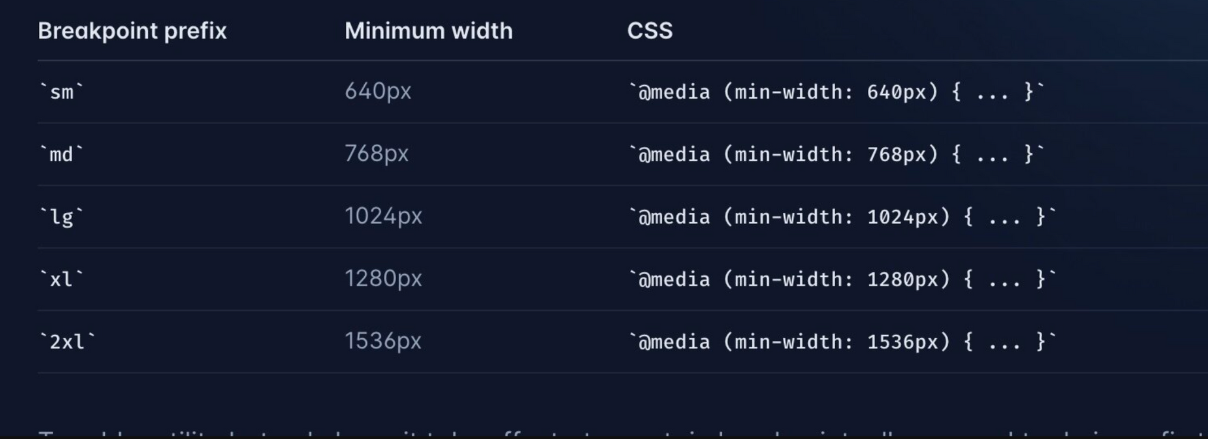 Breakpoint prefix Minimum width CSS
`sm` 640px `@media (min-width: 640px) { ... }`
`md` 768px `@media (min-width: 768px) { ... }`
`lg` 1024px `@media (min-width: 1024px) { ... }`
`xl` 1280px `@media (min-width: 1280px) { ... }`
`2xl` 1536px `@media (min-width: 1536px) { ... }`